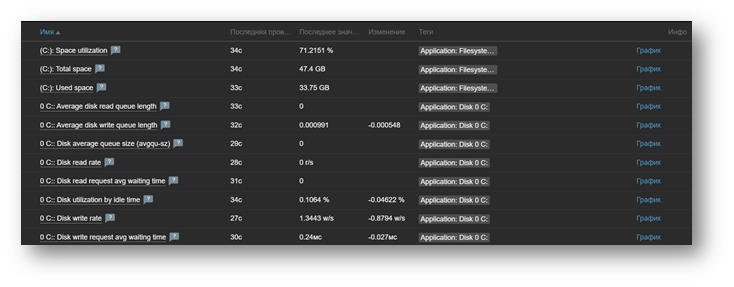 Имя Последняя пров... Последнее знач... Изменение Теги Инфо
(C:): Space utilization ? 34с 71.2151 % Application: Filesyste... График
(C:): Total space ? 34с 47.4 GB Application: Filesyste... График
(C:): Used space ? 33с 33.75 GB Application: Filesyste... График
0 C:: Average disk read queue length ? 33с 0 Application: Disk 0 C: График
0 C:: Average disk write queue length ? 32с 0.000991 -0.000548 Application: Disk 0 C: График
0 C:: Disk average queue size (avgqu-sz) ? 29с 0 Application: Disk 0 C: График
0 C:: Disk read rate ? 28с 0 r/s Application: Disk 0 C: График
0 C:: Disk read request avg waiting time ? 31с 0 Application: Disk 0 C: График
0 C:: Disk utilization by idle time ? 34с 0.1064 % -0.04622 % Application: Disk 0 C: График
0 C:: Disk write rate ? 27с 1.3443 w/s -0.8794 w/s Application: Disk 0 C: График
0 C:: Disk write request avg waiting time ? 30с 0.24мс -0.027мс Application: Disk 0 C: График